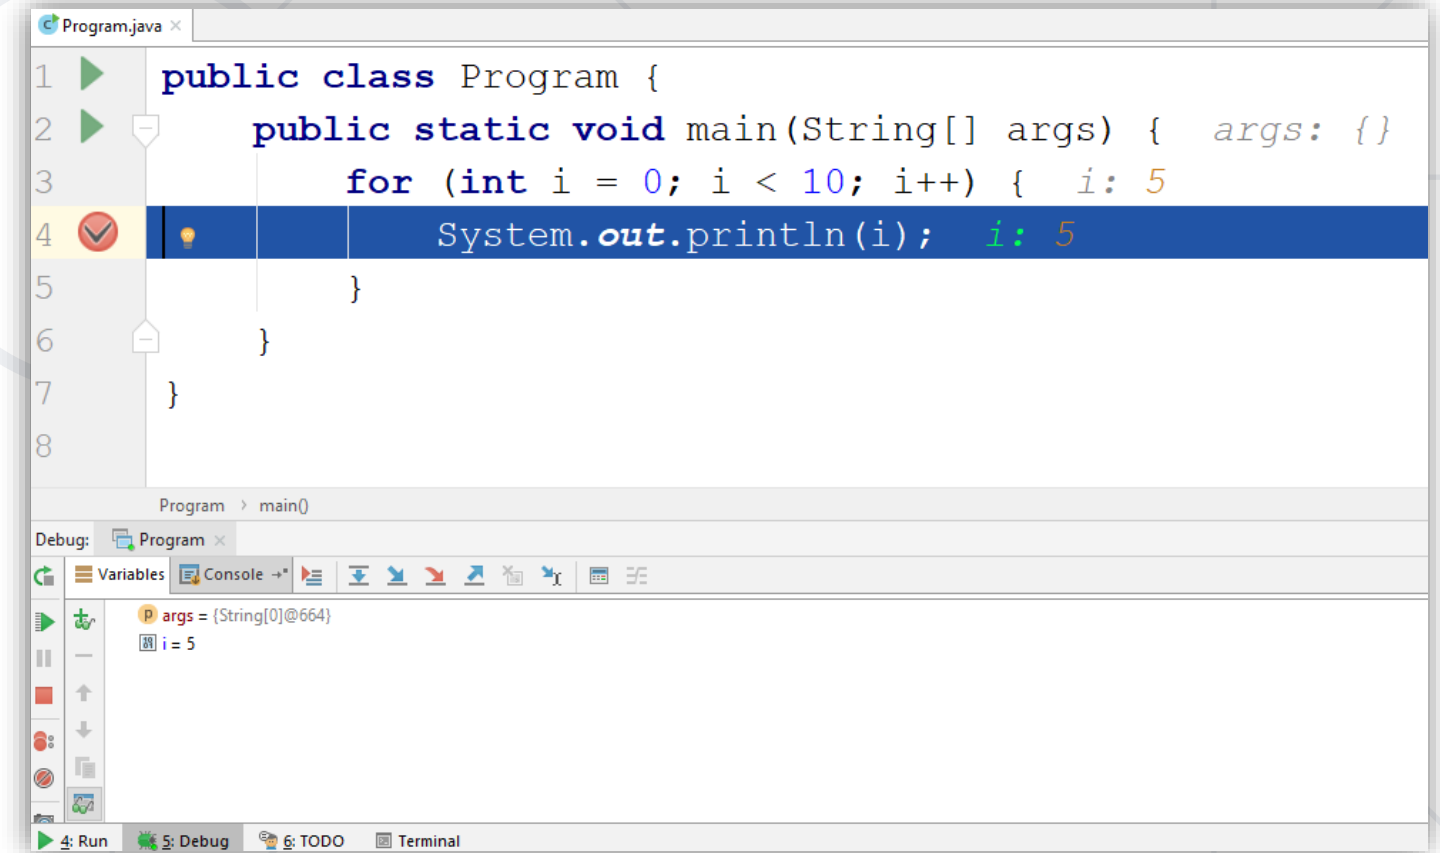 Program.java
1 public class Program {
2 public static void main(String[] args) { args: {}
3 for (int i = 0; i < 10; i++) { i: 5
4 System.out.println(i); i: 5
5 }
6 }
7 }
8
Program > main()
Debug: Program
Variables Console
args = {String[0]@664}
i = 5
4: Run 5: Debug 6: TODO Terminal